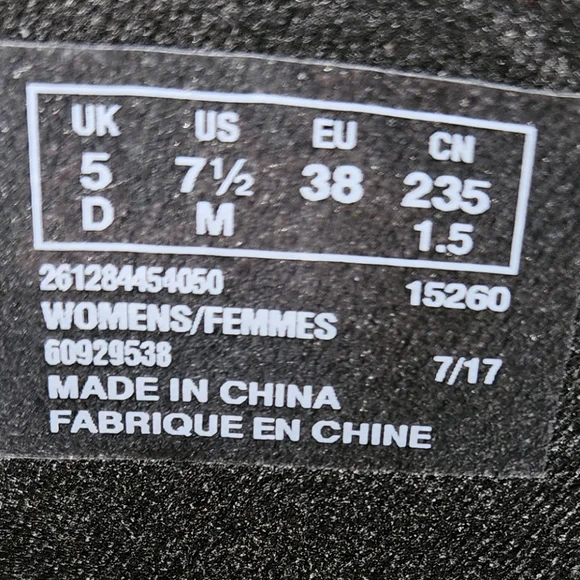 UK US EU CN
5 7½ 38 235
D M 1.5
261284454050 15260
WOMENS/FEMMES
60929538 7/17
MADE IN CHINA
FABRIQUE EN CHINE